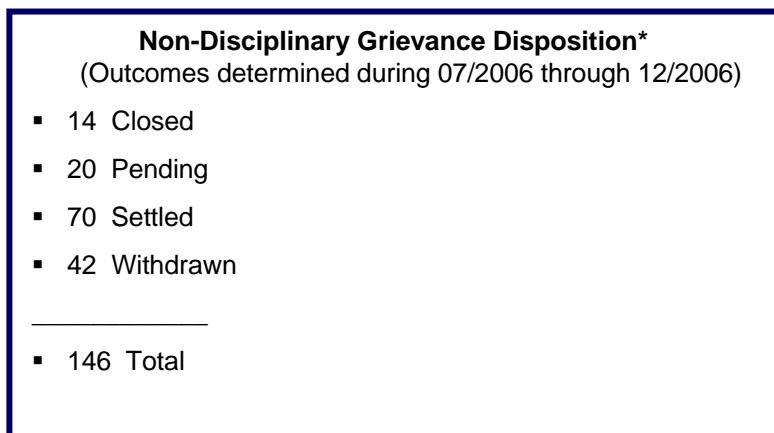 Non-Disciplinary Grievance Disposition*
(Outcomes determined during 07/2006 through 12/2006)
▪ 14 Closed
▪ 20 Pending
▪ 70 Settled
▪ 42 Withdrawn
____________
▪ 146 Total